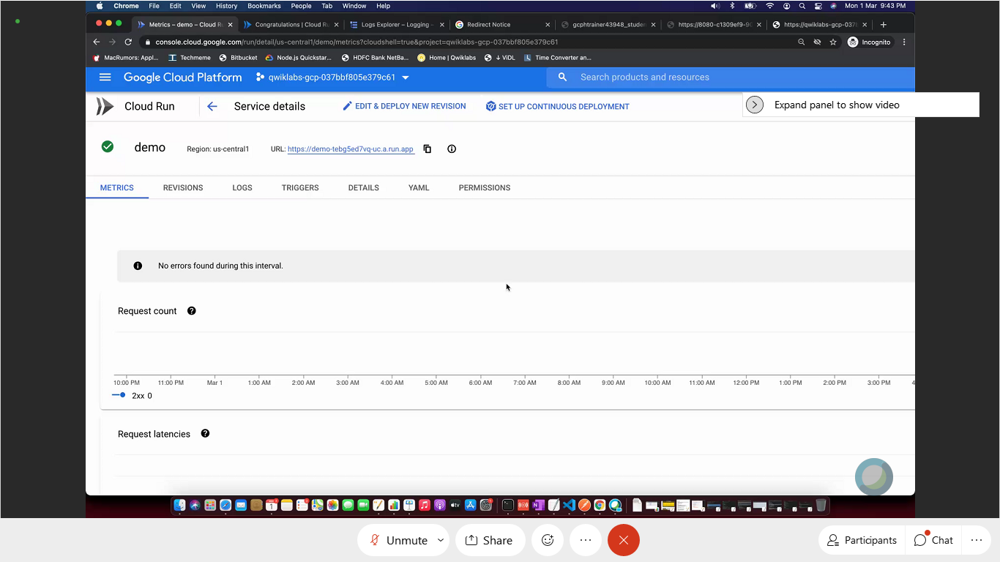 Chrome File Edit View History Bookmarks People Tab Window Help Mon 1 Mar 9:43 PM
Metrics – demo – Cloud R Congratulations | Cloud Ru Logs Explorer – Logging – Redirect Notice gcphtrainer43948_studen https://8080-c1309ef9-90 https://qwiklabs-gcp-037
console.cloud.google.com/run/detail/us-central1/demo/metrics?cloudshell=true&project=qwiklabs-gcp-037bbf805e379c61 Incognito
MacRumors: Appl... Techmeme Bitbucket Node.js Quickstar... HDFC Bank NetBa... Home | Qwiklabs ↓ ViDL Time Converter an...
Google Cloud Platform qwiklabs-gcp-037bbf805e379c61 Search products and resources
Cloud Run Service details EDIT & DEPLOY NEW REVISION SET UP CONTINUOUS DEPLOYMENT
Expand panel to show video
demo Region: us-central1 URL: https://demo-tebg5ed7vq-uc.a.run.app
METRICS REVISIONS LOGS TRIGGERS DETAILS YAML PERMISSIONS
No errors found during this interval.
Request count
10:00 PM 11:00 PM Mar 1 1:00 AM 2:00 AM 3:00 AM 4:00 AM 5:00 AM 6:00 AM 7:00 AM 8:00 AM 9:00 AM 10:00 AM 11:00 AM 12:00 PM 1:00 PM 2:00 PM 3:00 PM 4
2xx 0
Request latencies
Unmute Share Participants Chat